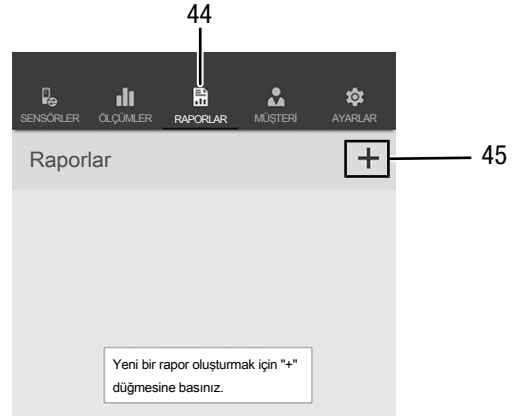 44
SENSÖRLER ÖLÇÜMLER RAPORLAR MÜŞTERİ AYARLAR
Raporlar
45
Yeni bir rapor oluşturmak için "+"
düğmesine basınız.